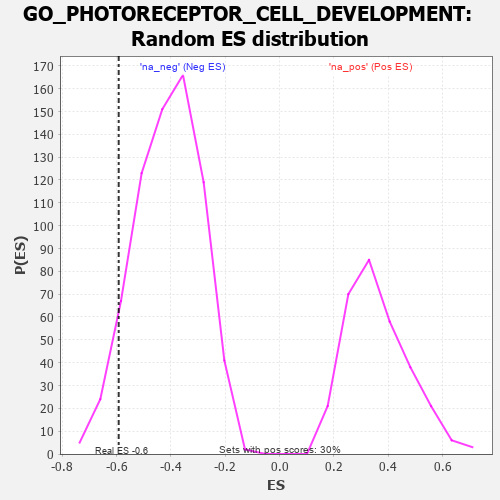 GO_PHOTORECEPTOR_CELL_DEVELOPMENT:
Random ES distribution
'na_neg' (Neg ES) 'na_pos' (Pos ES)
170
160
150
140
130
120
110
100
90
80
70
60
50
40
30
20
10
0
P(ES)
Real ES -0.6 Sets with pos scores: 30%
-0.8 -0.6 -0.4 -0.2 0.0 0.2 0.4 0.6
ES